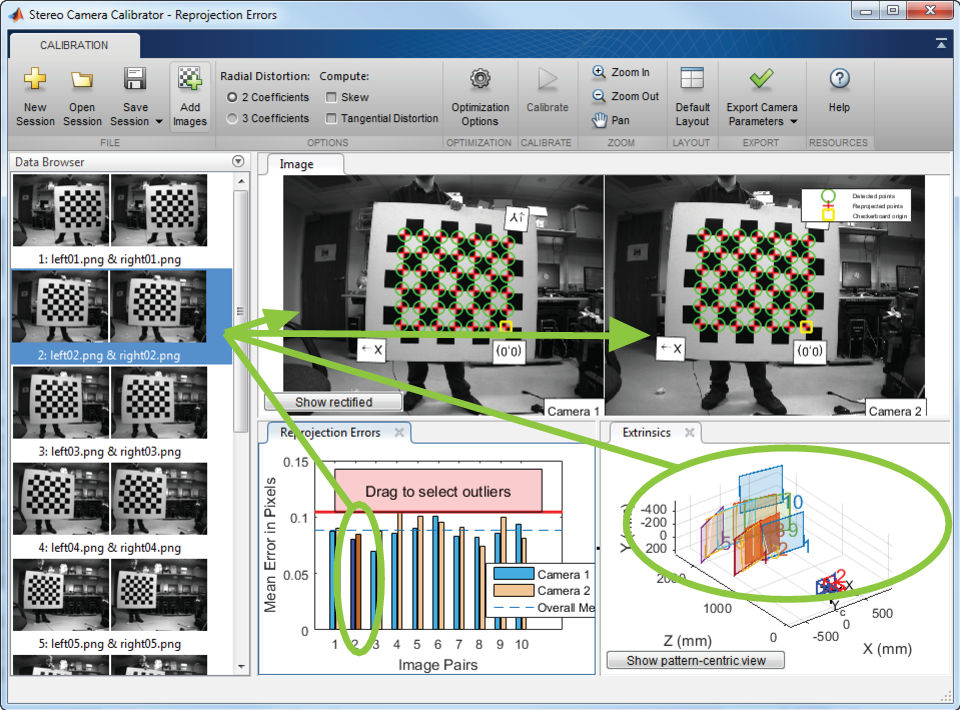 Stereo Camera Calibrator - Reprojection Errors
CALIBRATION
New Session
Open Session
Save Session
Add Images
FILE
Radial Distortion:
2 Coefficients
3 Coefficients
Compute:
Skew
Tangential Distortion
OPTIONS
Optimization Options
OPTIMIZATION
Calibrate
CALIBRATE
Zoom In
Zoom Out
Pan
ZOOM
Default Layout
LAYOUT
Export Camera Parameters
EXPORT
Help
RESOURCES
Data Browser
1: left01.png & right01.png
2: left02.png & right02.png
3: left03.png & right03.png
4: left04.png & right04.png
5: left05.png & right05.png
Image
Detected points
Reprojected points
Checkerboard origin
←X
(0,0)
←X
(0,0)
Show rectified
Camera 1
Camera 2
Reprojection Errors
0.15
0.1
0.05
0
Mean Error in Pixels
Drag to select outliers
Camera 1
Camera 2
Overall Me
1 2 3 4 5 6 7 8 9 10
Image Pairs
Extrinsics
-400
-200
0
200
1000
0
Z (mm)
-500
0
500
X (mm)
10
1
2
X
Yc
Show pattern-centric view